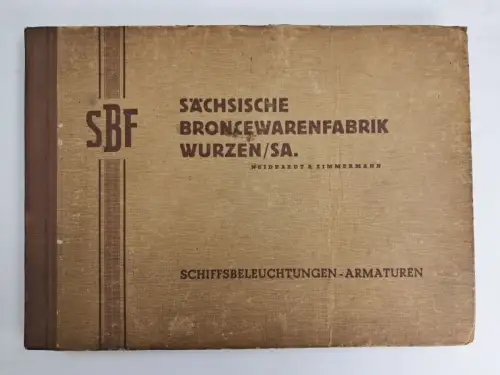 SBF
SÄCHSISCHE
BRONCEWARENFABRIK
WURZEN/SA.
NEIDHARDT & ZIMMERMANN
SCHIFFSBELEUCHTUNGEN-ARMATUREN